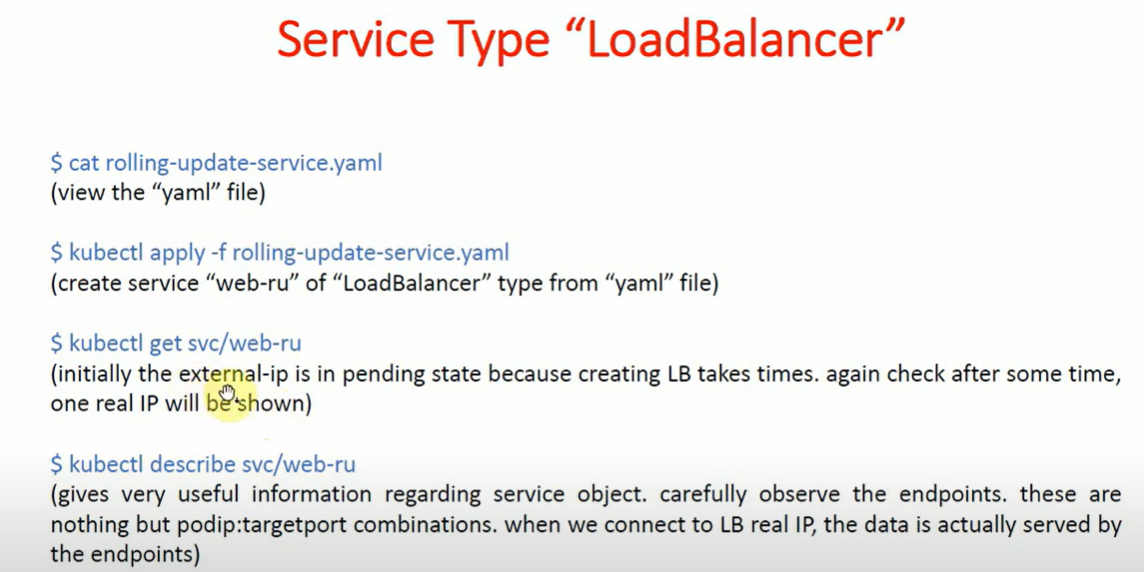 Service Type “LoadBalancer”
$ cat rolling-update-service.yaml
(view the “yaml” file)
$ kubectl apply -f rolling-update-service.yaml
(create service “web-ru” of “LoadBalancer” type from “yaml” file)
$ kubectl get svc/web-ru
(initially the external-ip is in pending state because creating LB takes times. again check after some time,
one real IP will be shown)
$ kubectl describe svc/web-ru
(gives very useful information regarding service object. carefully observe the endpoints. these are
nothing but podip:targetport combinations. when we connect to LB real IP, the data is actually served by
the endpoints)